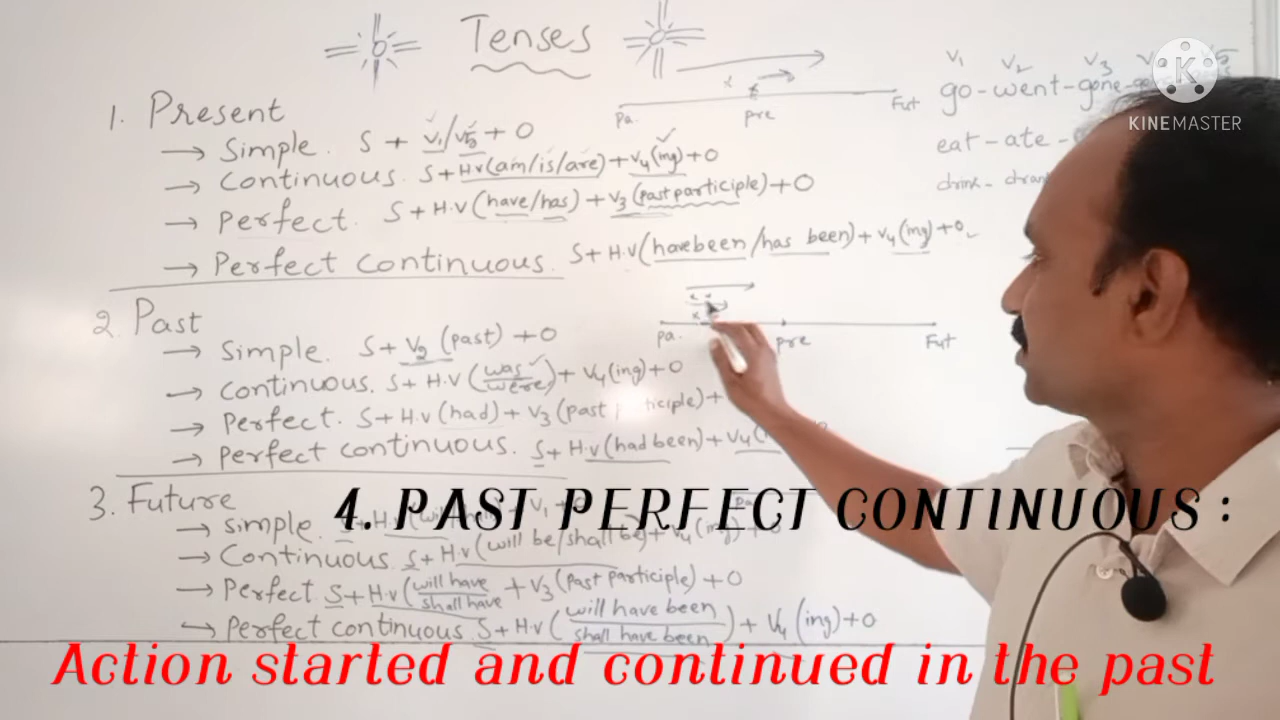 Tenses
1. Present
→ Simple. S + V1/V5 + O
→ Continuous. S+H.V(am/is/are)+V4(ing)+O
→ Perfect. S+H.V(have/has)+V3(past participle)+O
→ Perfect continuous. S+H.V(have been/has been)+V4(ing)+O
Pa. pre Fut
V1 V2 V3
go-went-gone-
eat-ate-
drink-
KINEMASTER
2. Past
→ Simple. S+V2(past)+O
→ Continuous. S+H.V(was/were)+V4(ing)+O
→ Perfect. S+H.V(had)+V3(past ticiple)+
→ Perfect continuous. S+H.V(had been)+V4(
Pa. pre Fut
3. Future
→ Simple. S+H.V( + V1
→ Continuous. S+H.V(will be/shall be)+V4(ing)+O
→ Perfect S+H.V(will have/shall have + V3(past participle)+O
→ Perfect continuous. S+H.V(will have been/shall have been)+V4(ing)+O
4. PAST PERFECT CONTINUOUS :
Action started and continued in the past